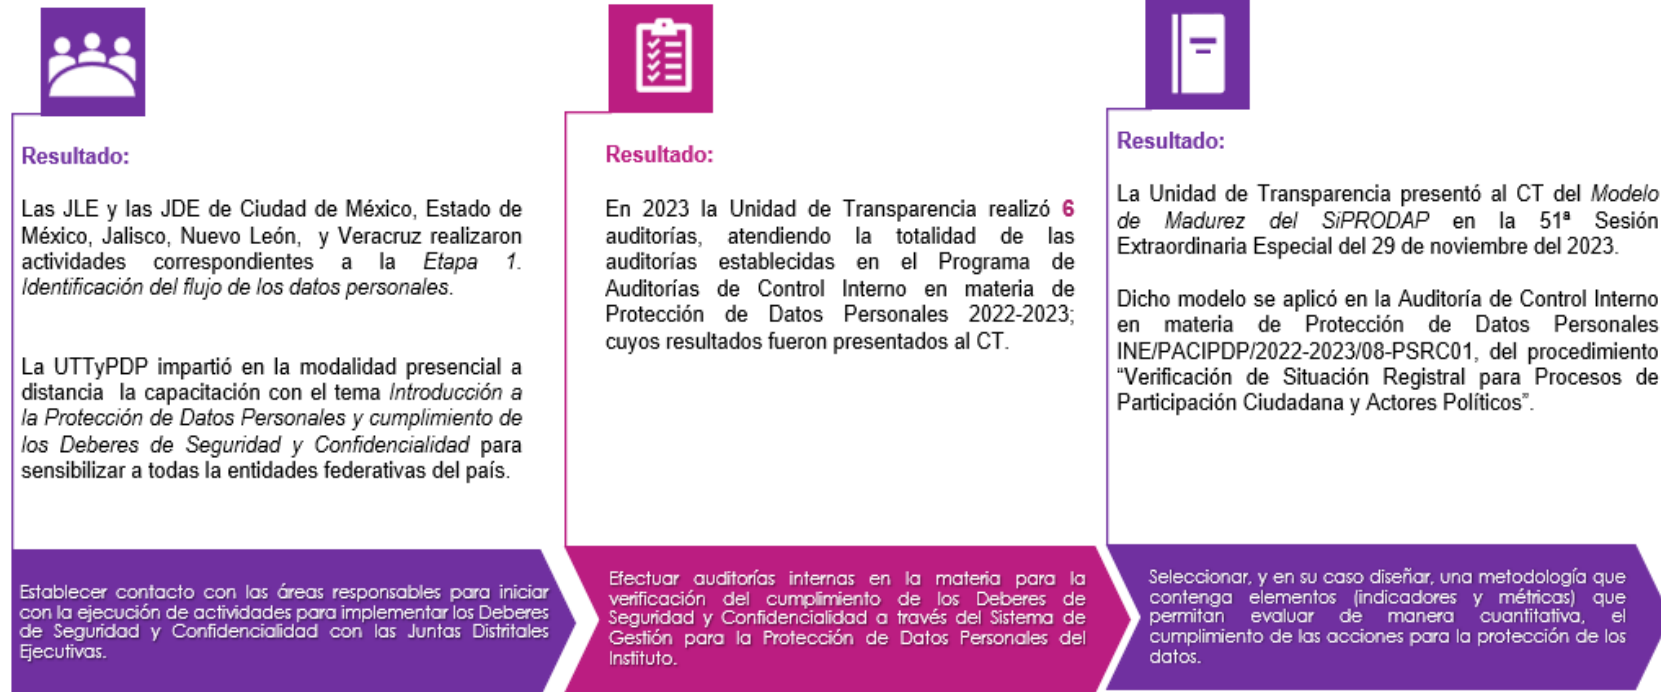 Resultado:
Las JLE y las JDE de Ciudad de México, Estado de
México, Jalisco, Nuevo León, y Veracruz realizaron
actividades correspondientes a la Etapa 1.
Identificación del flujo de los datos personales.
La UTTyPDP impartió en la modalidad presencial a
distancia la capacitación con el tema Introducción a
la Protección de Datos Personales y cumplimiento de
los Deberes de Seguridad y Confidencialidad para
sensibilizar a todas la entidades federativas del país.
Establecer contacto con las áreas responsables para iniciar
con la ejecución de actividades para implementar los Deberes
de Seguridad y Confidencialidad con las Juntas Distritales
Ejecutivas.
Resultado:
En 2023 la Unidad de Transparencia realizó 6
auditorías, atendiendo la totalidad de las
auditorías establecidas en el Programa de
Auditorías de Control Interno en materia de
Protección de Datos Personales 2022-2023;
cuyos resultados fueron presentados al CT.
Efectuar auditorías internas en la materia para la
verificación del cumplimiento de los Deberes de
Seguridad y Confidencialidad a través del Sistema de
Gestión para la Protección de Datos Personales del
Instituto.
Resultado:
La Unidad de Transparencia presentó al CT del Modelo
de Madurez del SiPRODAP en la 51ª Sesión
Extraordinaria Especial del 29 de noviembre del 2023.
Dicho modelo se aplicó en la Auditoría de Control Interno
en materia de Protección de Datos Personales
INE/PACIPDP/2022-2023/08-PSRC01, del procedimiento
“Verificación de Situación Registral para Procesos de
Participación Ciudadana y Actores Políticos”.
Seleccionar, y en su caso diseñar, una metodología que
contenga elementos (indicadores y métricas) que
permitan evaluar de manera cuantitativa, el
cumplimiento de las acciones para la protección de los
datos.